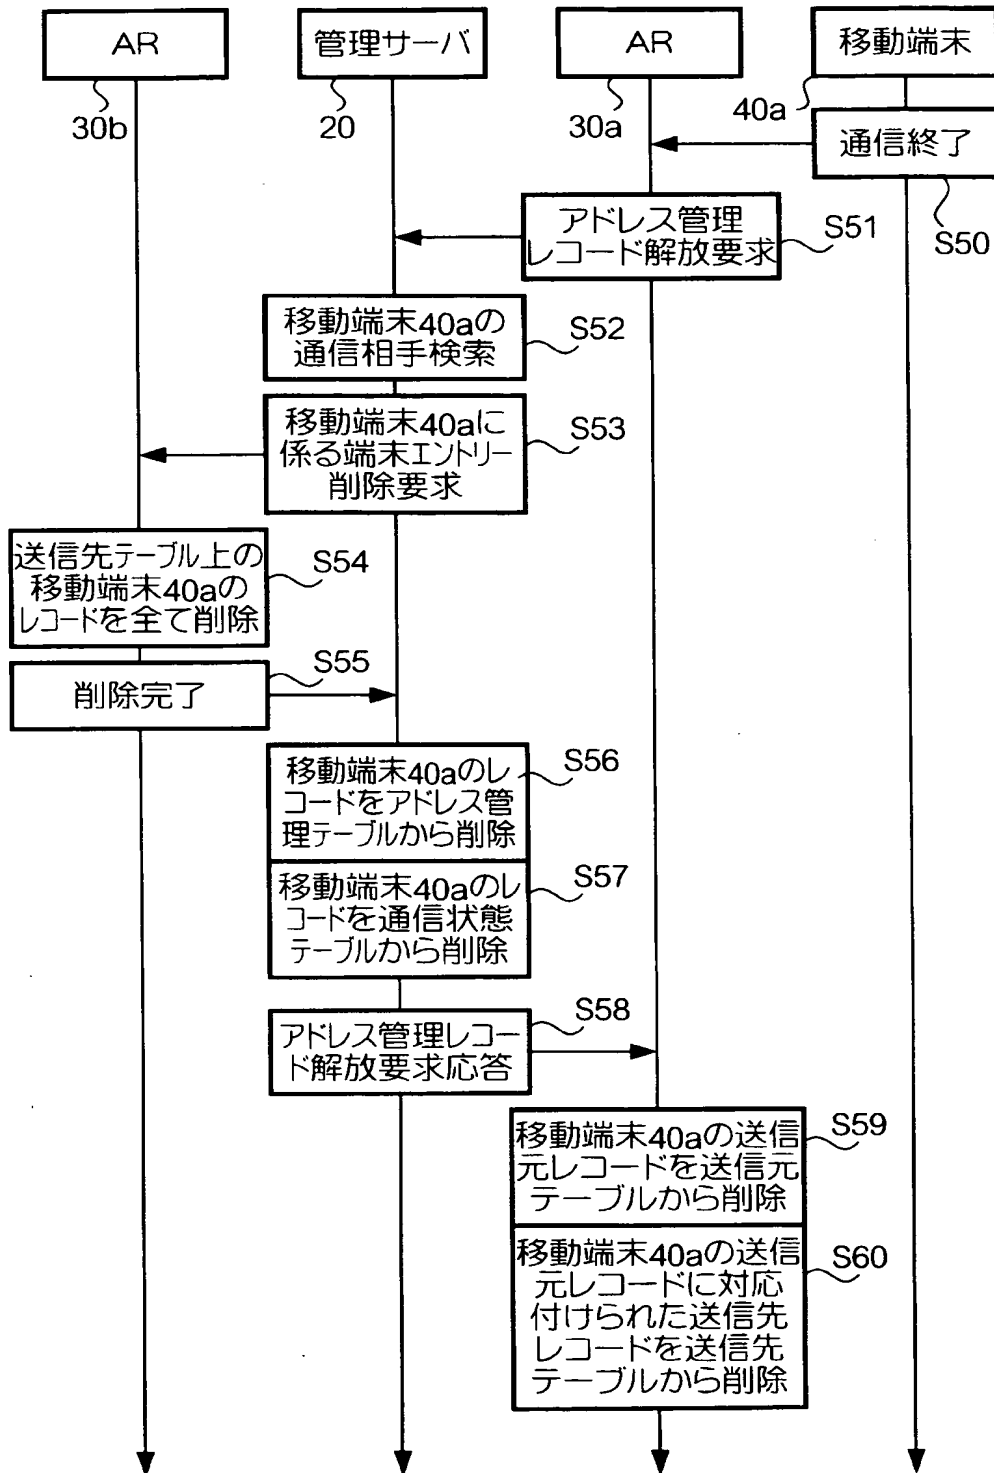 AR
管理サーバ
AR
移動端末
30b
20
30a
40a
通信終了
S50
アドレス管理
レコード解放要求
S51
移動端末40aの
通信相手検索
S52
移動端末40aに
係る端末エントリー
削除要求
S53
送信先テーブル上の
移動端末40aの
レコードを全て削除
S54
削除完了
S55
移動端末40aのレ
コードをアドレス管
理テーブルから削除
S56
移動端末40aのレ
コードを通信状態
テーブルから削除
S57
アドレス管理レコー
ド解放要求応答
S58
移動端末40aの送信
元レコードを送信元
テーブルから削除
S59
移動端末40aの送信
元レコードに対応
付けられた送信先
レコードを送信先
テーブルから削除
S60